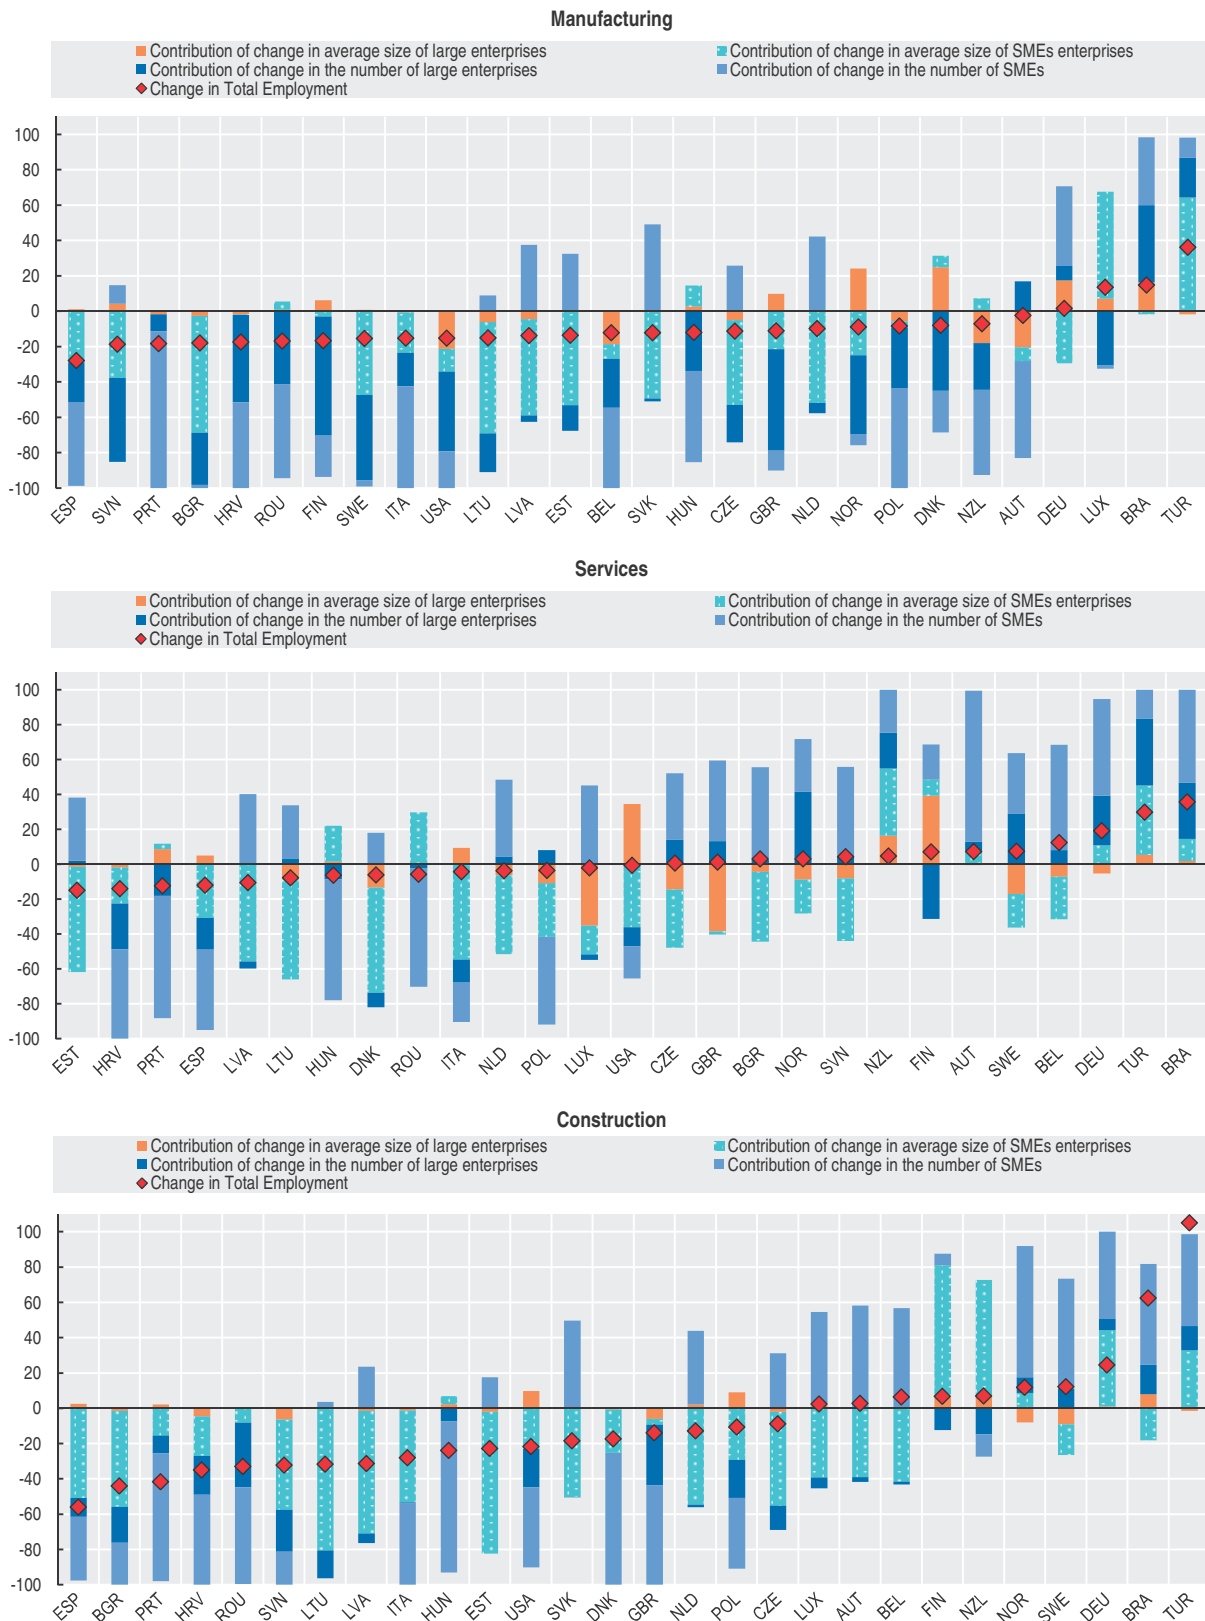 Manufacturing
Contribution of change in average size of large enterprises
Contribution of change in average size of SMEs enterprises
Contribution of change in the number of large enterprises
Contribution of change in the number of SMEs
Change in Total Employment
100
80
60
40
20
0
-20
-40
-60
-80
-100
ESP SVN PRT BGR HRV ROU FIN SWE ITA USA LTU LVA EST BEL SVK HUN CZE GBR NLD NOR POL DNK NZL AUT DEU LUX BRA TUR
Services
Contribution of change in average size of large enterprises
Contribution of change in average size of SMEs enterprises
Contribution of change in the number of large enterprises
Contribution of change in the number of SMEs
Change in Total Employment
100
80
60
40
20
0
-20
-40
-60
-80
-100
EST HRV PRT ESP LVA LTU HUN DNK ROU ITA NLD POL LUX USA CZE GBR BGR NOR SVN NZL FIN AUT SWE BEL DEU TUR BRA
Construction
Contribution of change in average size of large enterprises
Contribution of change in average size of SMEs enterprises
Contribution of change in the number of large enterprises
Contribution of change in the number of SMEs
Change in Total Employment
100
80
60
40
20
0
-20
-40
-60
-80
-100
ESP BGR PRT HRV ROU SVN LTU LVA ITA HUN EST USA SVK DNK GBR NLD POL CZE LUX AUT BEL FIN NZL NOR SWE DEU BRA TUR